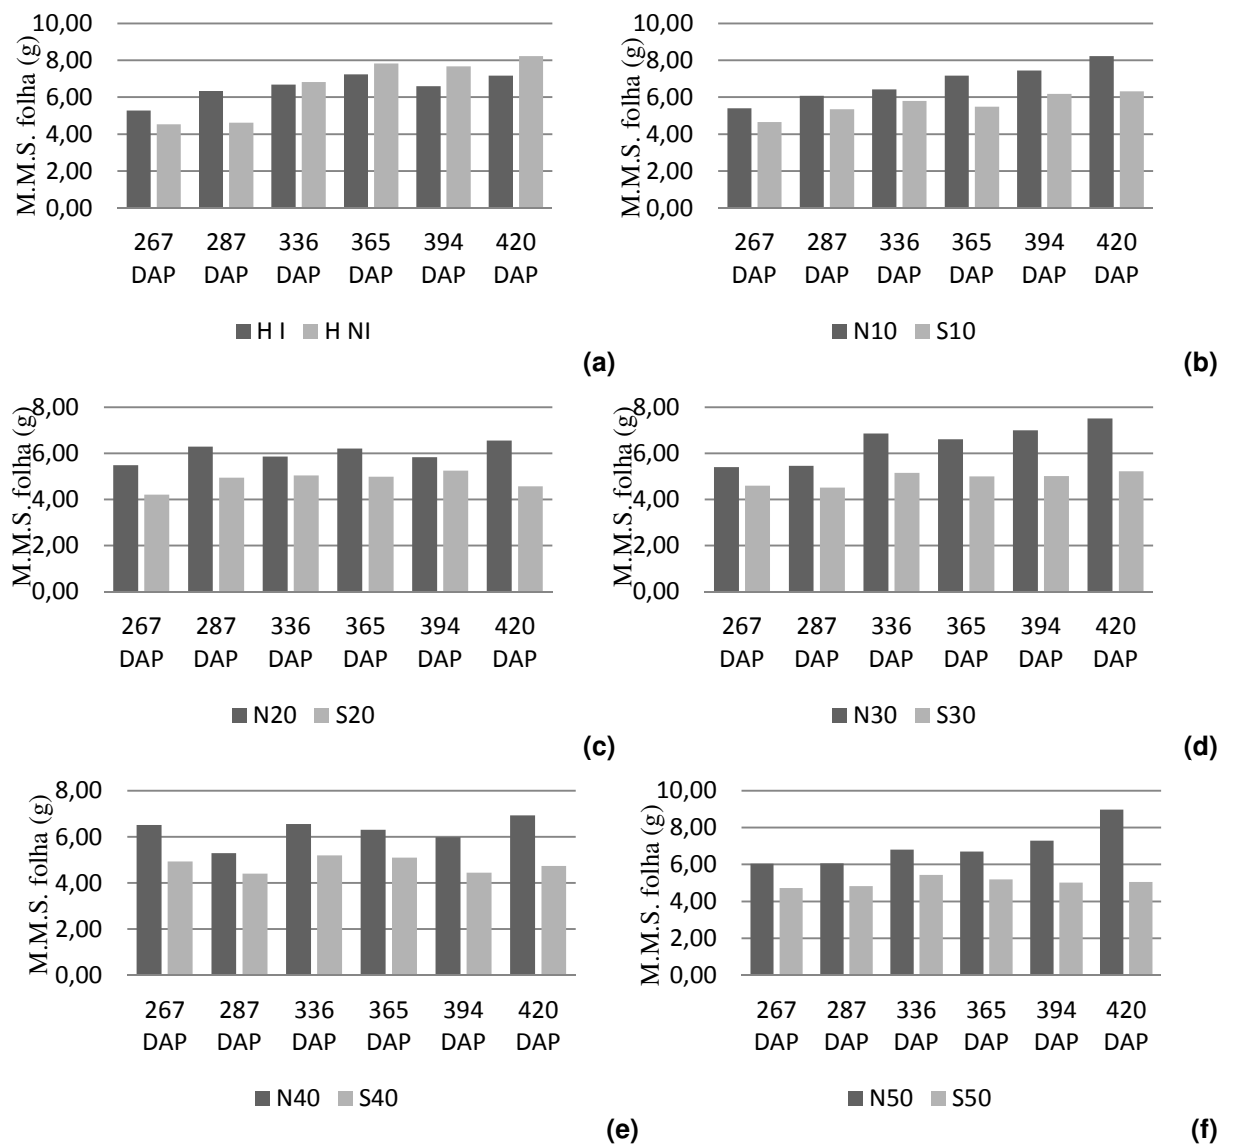 M.M.S. folha (g)
10,00
8,00
6,00
4,00
2,00
0,00
267 287 336 365 394 420
DAP DAP DAP DAP DAP DAP
H I H NI
(a)
M.M.S. folha (g)
10,00
8,00
6,00
4,00
2,00
0,00
267 287 336 365 394 420
DAP DAP DAP DAP DAP DAP
N10 S10
(b)
M.M.S. folha (g)
8,00
6,00
4,00
2,00
0,00
267 287 336 365 394 420
DAP DAP DAP DAP DAP DAP
N20 S20
(c)
M.M.S. folha (g)
8,00
6,00
4,00
2,00
0,00
267 287 336 365 394 420
DAP DAP DAP DAP DAP DAP
N30 S30
(d)
M.M.S. folha (g)
8,00
6,00
4,00
2,00
0,00
267 287 336 365 394 420
DAP DAP DAP DAP DAP DAP
N40 S40
(e)
M.M.S. folha (g)
10,00
8,00
6,00
4,00
2,00
0,00
267 287 336 365 394 420
DAP DAP DAP DAP DAP DAP
N50 S50
(f)